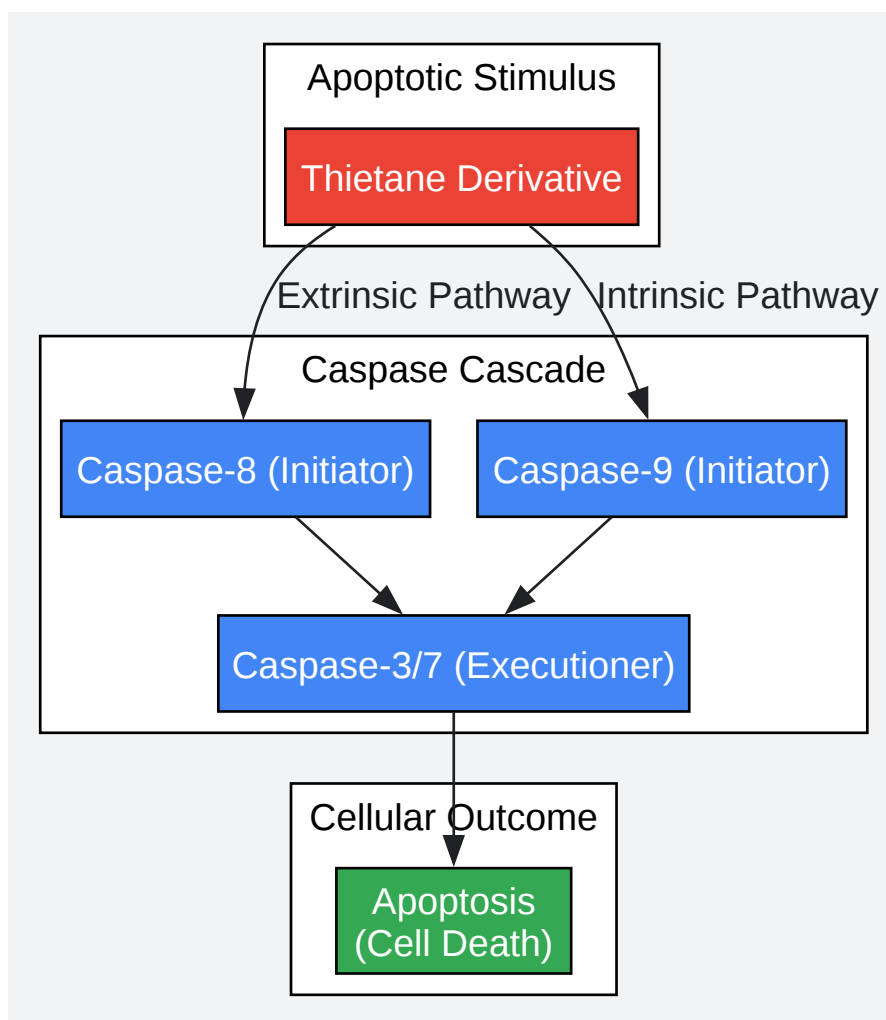 Apoptotic Stimulus
Thietane Derivative
Extrinsic Pathway
Intrinsic Pathway
Caspase Cascade
Caspase-8 (Initiator)
Caspase-9 (Initiator)
Caspase-3/7 (Executioner)
Cellular Outcome
Apoptosis
(Cell Death)